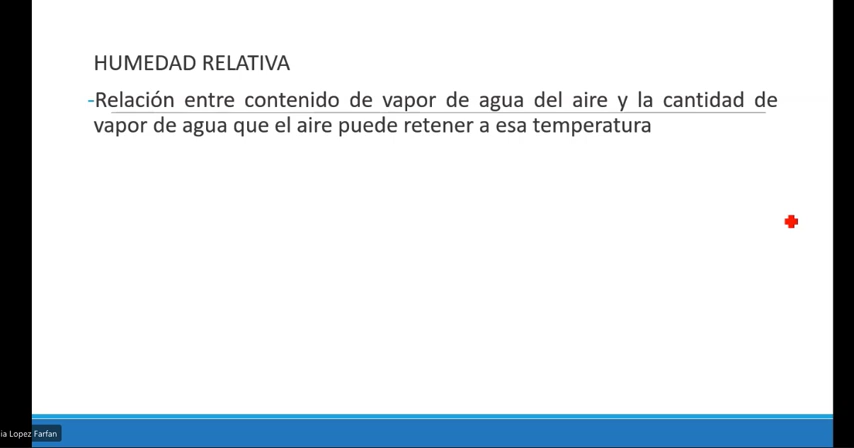 HUMEDAD RELATIVA
-Relación entre contenido de vapor de agua del aire y la cantidad de
vapor de agua que el aire puede retener a esa temperatura
ia Lopez Farfan